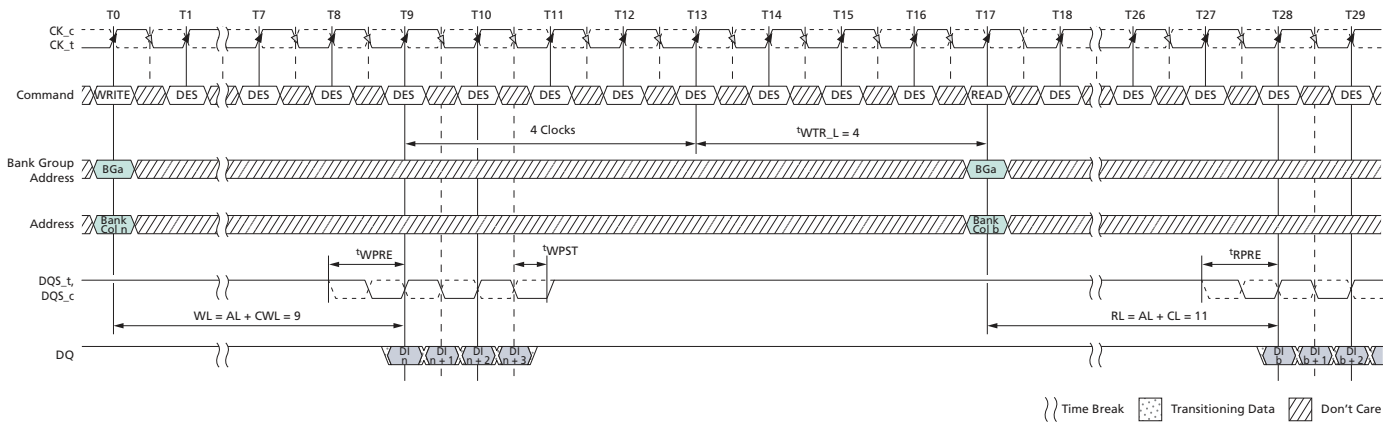 T0 T1 T7 T8 T9 T10 T11 T12 T13 T14 T15 T16 T17 T18 T26 T27 T28 T29
CK_c
CK_t
Command WRITE DES DES DES DES DES DES DES DES DES DES DES READ DES DES DES DES DES
4 Clocks tWTR_L = 4
Bank Group
Address
BGa BGa
Address
Bank
Col n
Bank
Col b
tWPRE tWPST tRPRE
DQS_t,
DQS_c
WL = AL + CWL = 9 RL = AL + CL = 11
DQ
DI
n
DI
n + 1
DI
n + 2
DI
n + 3
DI
b
DI
b + 1
DI
b + 2
Time Break Transitioning Data Don't Care